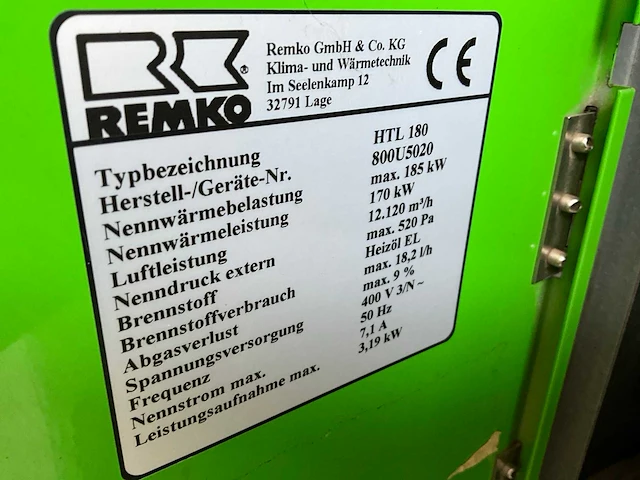 REMKO
Remko GmbH & Co. KG
Klima- und Wärmetechnik
Im Seelenkamp 12
32791 Lage
CE
Typbezeichnung HTL 180
Herstell-/Geräte-Nr. 800U5020
Nennwärmebelastung max. 185 kW
Nennwärmeleistung 170 kW
Luftleistung 12.120 m³/h
Nenndruck extern max. 520 Pa
Brennstoff Heizöl EL
Brennstoffverbrauch max. 18,2 l/h
Abgasverlust max. 9 %
Spannungsversorgung 400 V 3/N ~
Frequenz 50 Hz
Nennstrom max. 7,1 A
Leistungsaufnahme max. 3,19 kW